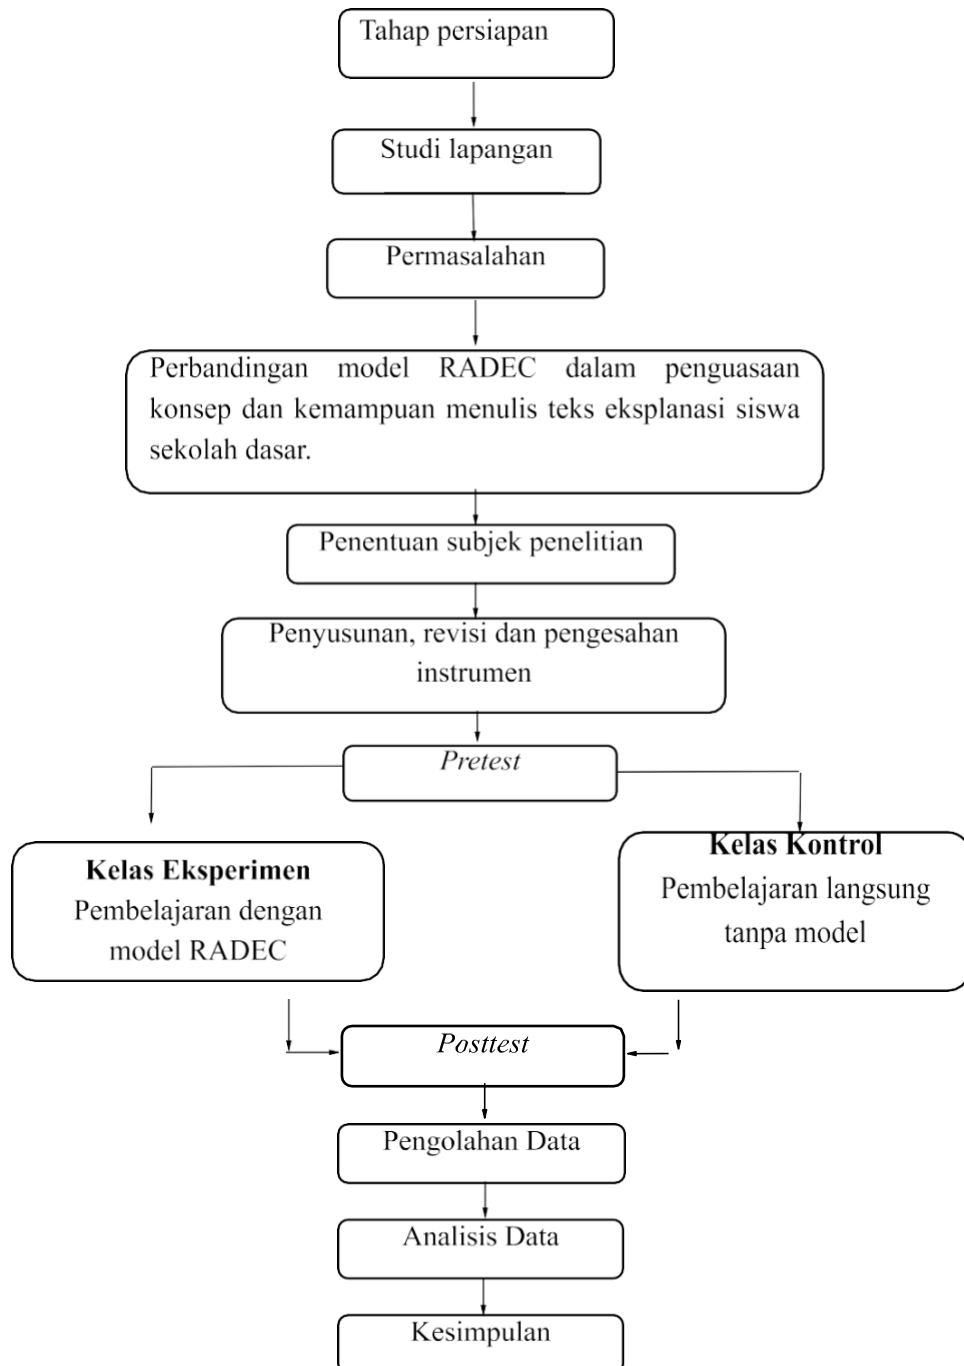 Tahap persiapan
Studi lapangan
Permasalahan
Perbandingan model RADEC dalam penguasaan
konsep dan kemampuan menulis teks eksplanasi siswa
sekolah dasar.
Penentuan subjek penelitian
Penyusunan, revisi dan pengesahan
instrumen
Pretest
Kelas Eksperimen
Pembelajaran dengan
model RADEC
Kelas Kontrol
Pembelajaran langsung
tanpa model
Posttest
Pengolahan Data
Analisis Data
Kesimpulan